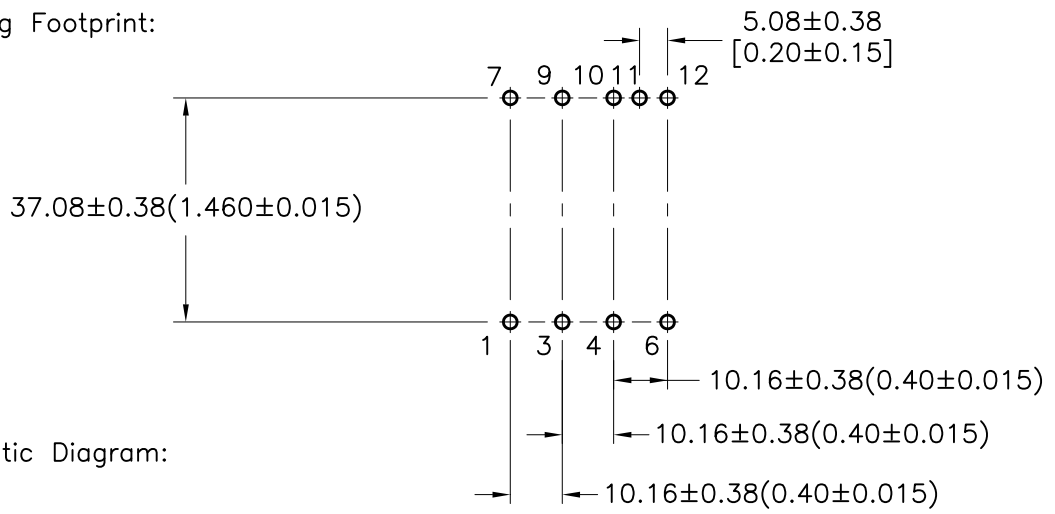 g Footprint:
5.08±0.38
[0.20±0.15]
7 9 10 11 12
37.08±0.38(1.460±0.015)
1 3 4 6
10.16±0.38(0.40±0.015)
10.16±0.38(0.40±0.015)
tic Diagram:
10.16±0.38(0.40±0.015)